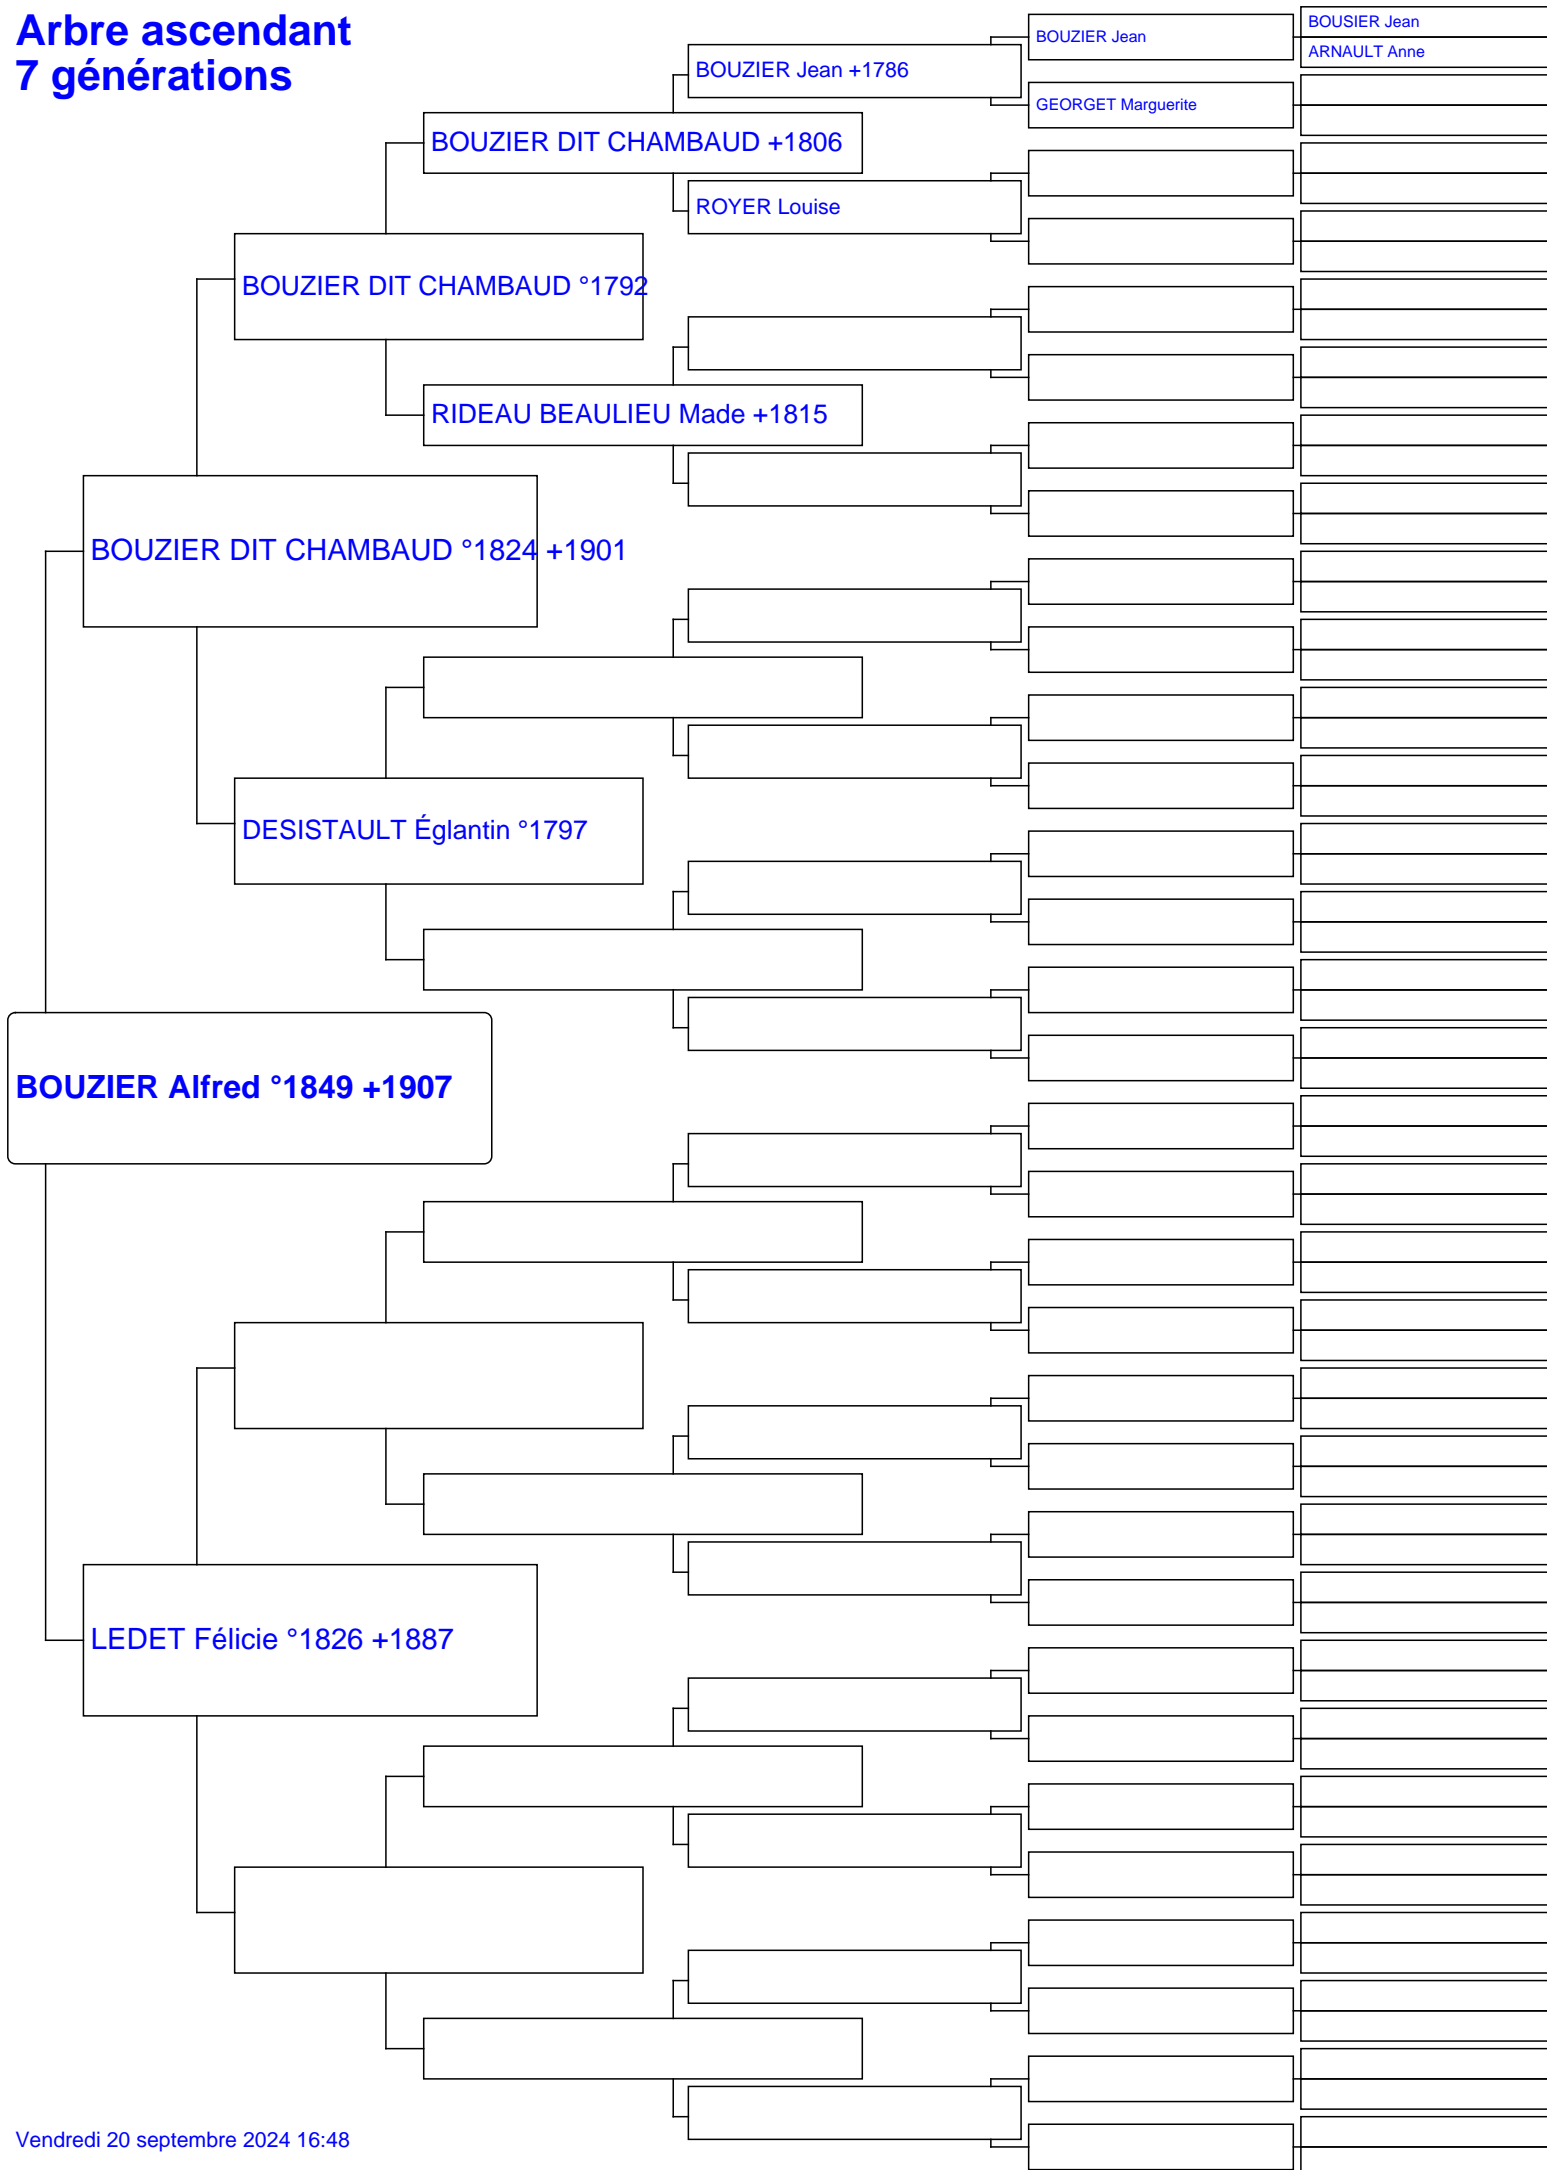 Arbre ascendant
7 générations
BOUSIER Jean
BOUZIER Jean
ARNAULT Anne
BOUZIER Jean +1786
GEORGET Marguerite
BOUZIER DIT CHAMBAUD +1806
ROYER Louise
BOUZIER DIT CHAMBAUD °1792
RIDEAU BEAULIEU Made +1815
BOUZIER DIT CHAMBAUD °1824 +1901
DESISTAULT Églantin °1797
BOUZIER Alfred °1849 +1907
LEDET Félicie °1826 +1887
Vendredi 20 septembre 2024 16:48